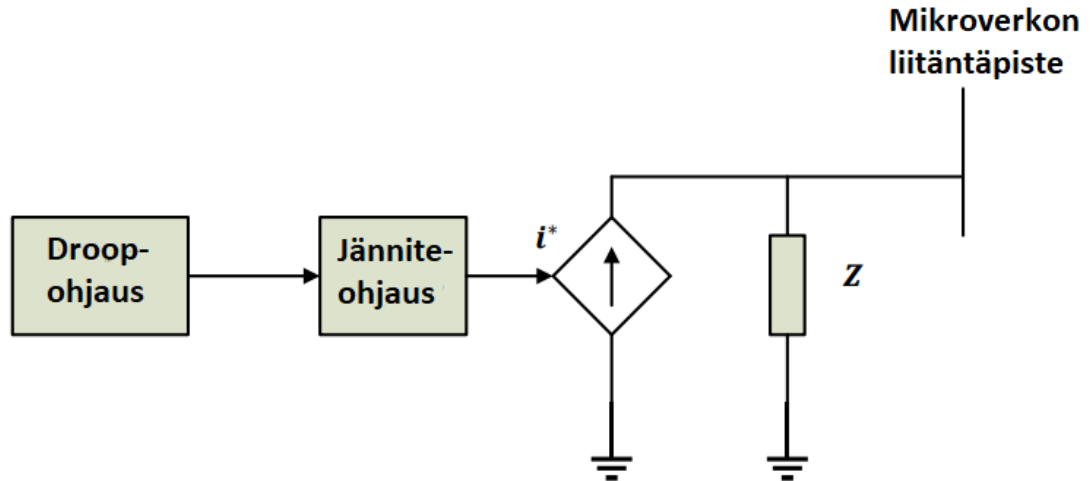 Mikroverkon
liitäntäpiste
Droop-
ohjaus
Jännite-
ohjaus
i*
Z